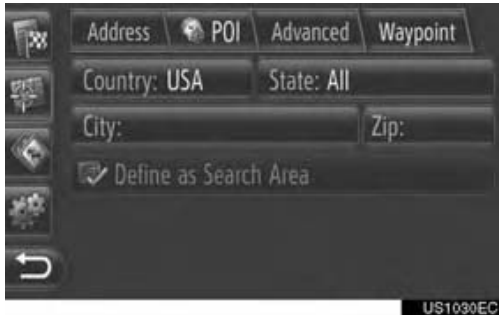 Address POI Advanced Waypoint
Country: USA State: All
City: Zip:
Define as Search Area
US1030EC